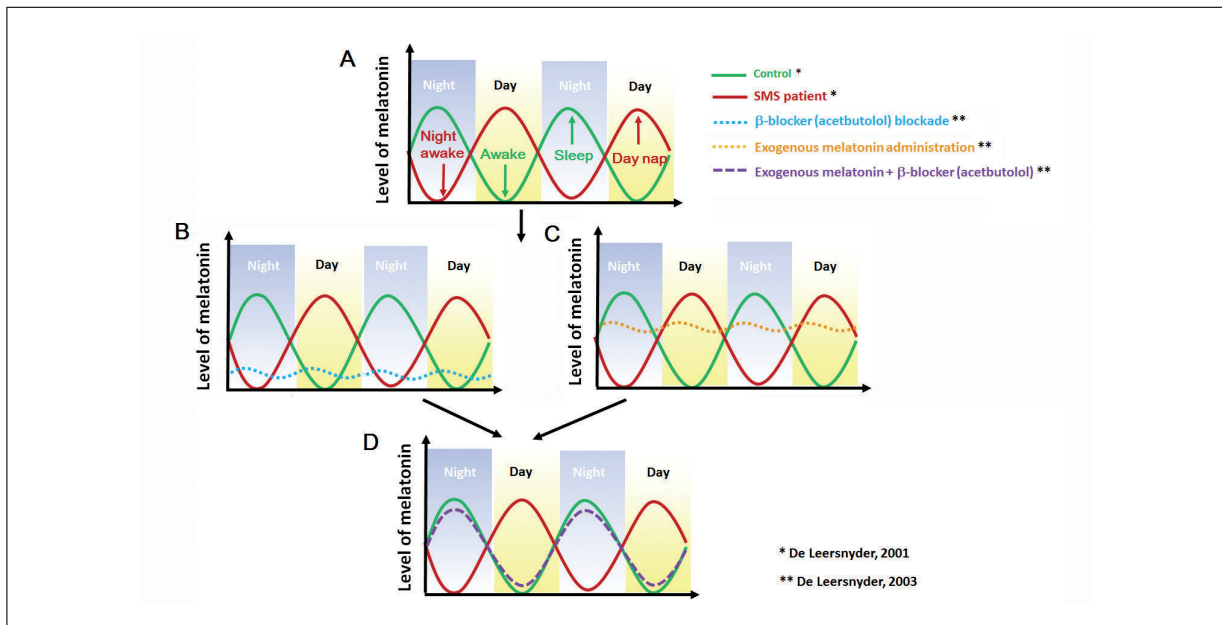 A
Level of melatonin
Night
Day
Night
Day
Night
awake
Awake
Sleep
Day nap
Control *
SMS patient *
β-blocker (acetbutolol) blockade **
Exogenous melatonin administration **
Exogenous melatonin + β-blocker (acetbutolol) **
B
Level of melatonin
Night
Day
Night
Day
C
Level of melatonin
Night
Day
Night
Day
D
Level of melatonin
Night
Day
Night
Day
* De Leersnyder, 2001
** De Leersnyder, 2003